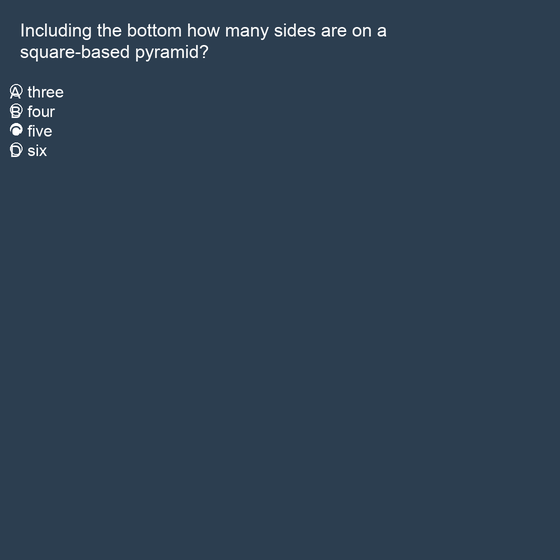 Including the bottom how many sides are on a
square-based pyramid?
A three
B four
C five
D six